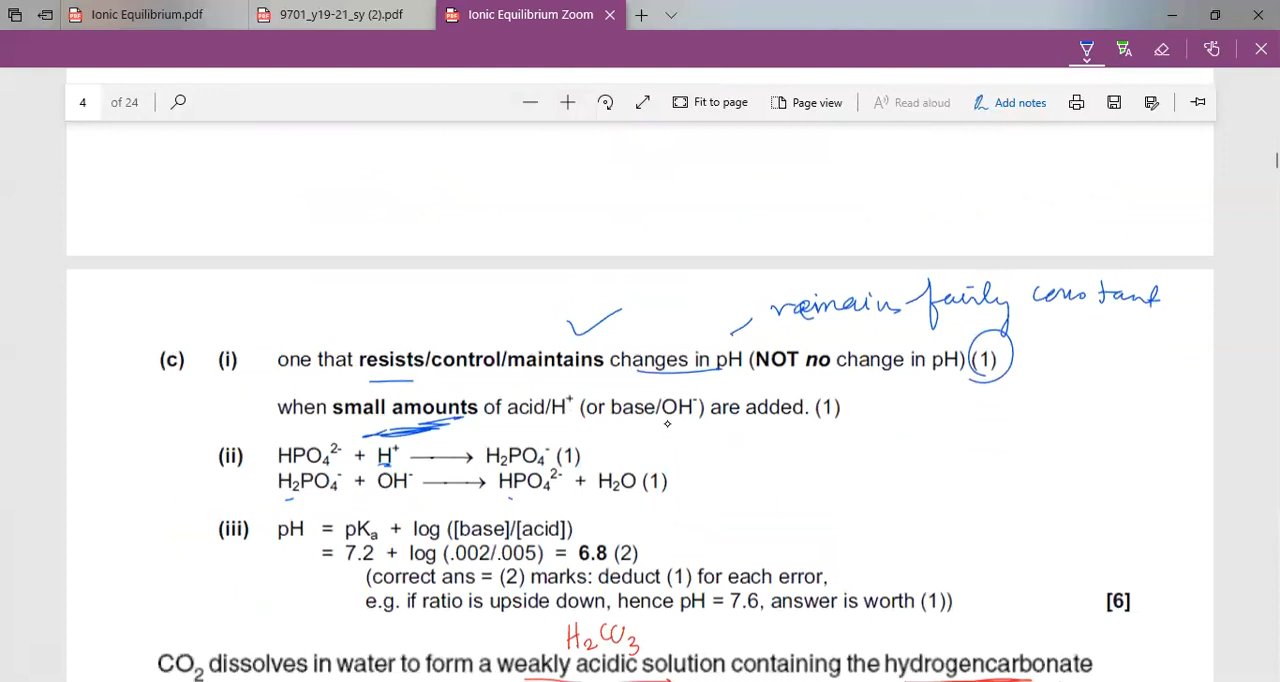 Ionic Equilibrium.pdf 9701_y19-21_sy (2).pdf Ionic Equilibrium Zoom
4 of 24 Fit to page Page view Read aloud Add notes
remains fairly constant
(c) (i) one that resists/control/maintains changes in pH (NOT no change in pH) (1)
when small amounts of acid/H⁺ (or base/OH⁻) are added. (1)
(ii) HPO₄²⁻ + H⁺ ⟶ H₂PO₄⁻ (1)
H₂PO₄⁻ + OH⁻ ⟶ HPO₄²⁻ + H₂O (1)
(iii) pH = pKₐ + log ([base]/[acid])
= 7.2 + log (.002/.005) = 6.8 (2)
(correct ans = (2) marks: deduct (1) for each error,
e.g. if ratio is upside down, hence pH = 7.6, answer is worth (1)) [6]
H₂CO₃
CO₂ dissolves in water to form a weakly acidic solution containing the hydrogencarbonate